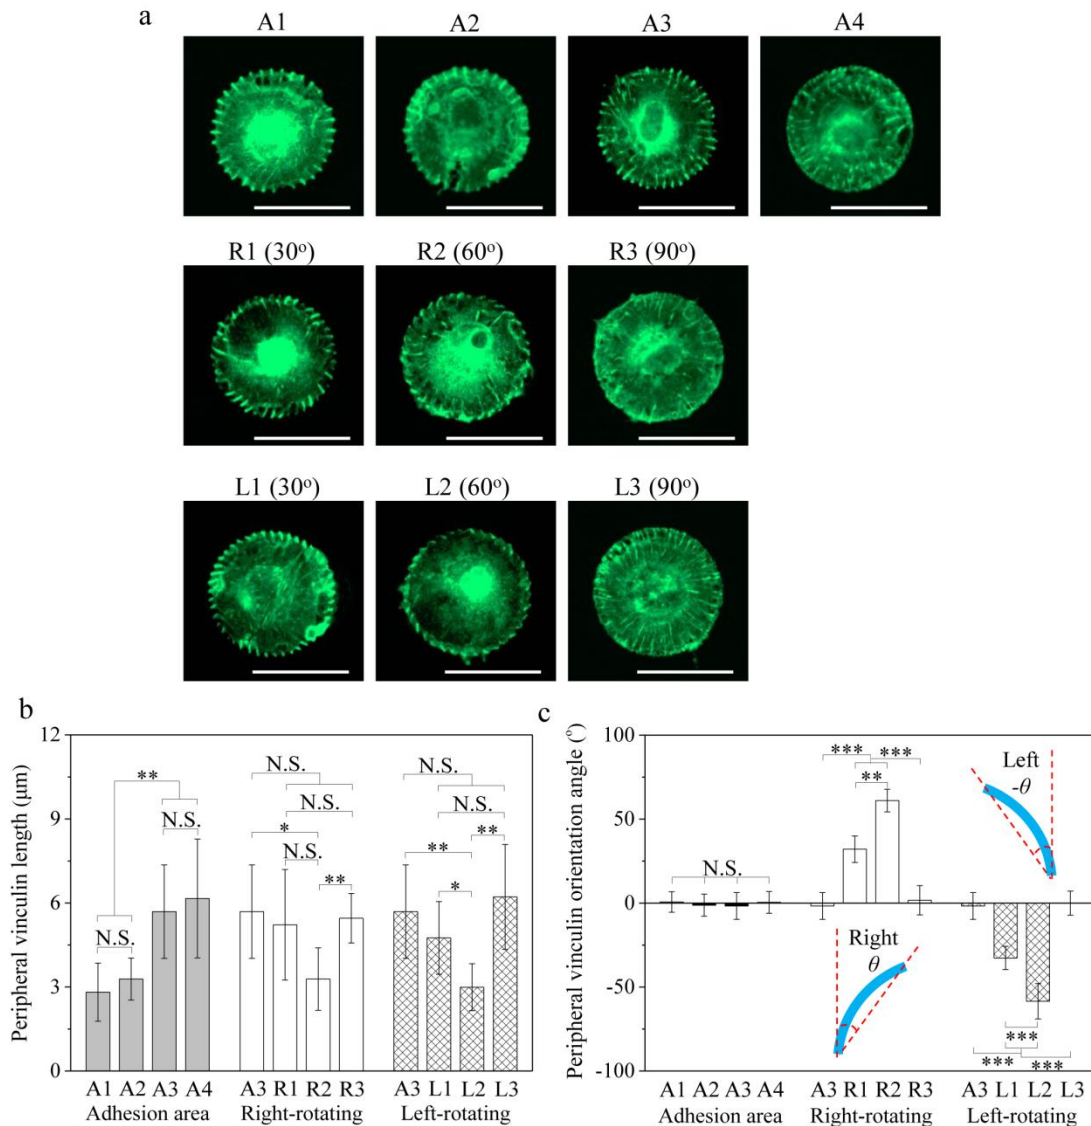 a
A1 A2 A3 A4
R1 (30°) R2 (60°) R3 (90°)
L1 (30°) L2 (60°) L3 (90°)
b
Peripheral vinculin length (μm)
12
9
6
3
0
N.S.
**
N.S.
N.S.
N.S.
*
N.S.
**
N.S.
N.S.
**
**
*
A1 A2 A3 A4 A3 R1 R2 R3 A3 L1 L2 L3
Adhesion area Right-rotating Left-rotating
c
Peripheral vinculin orientation angle (°)
100
50
0
-50
-100
N.S.
*** ***
**
Left
-θ
Right
θ
***
*** ***
A1 A2 A3 A4 A3 R1 R2 R3 A3 L1 L2 L3
Adhesion area Right-rotating Left-rotating